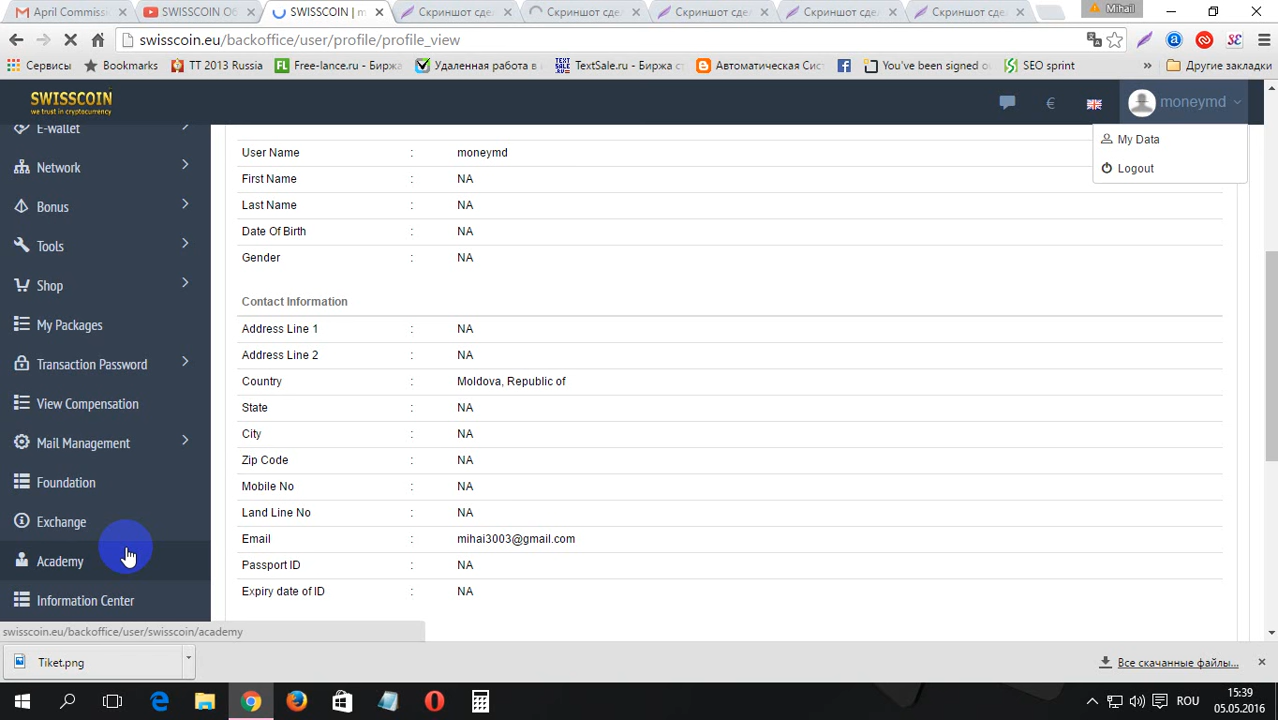 April Commiss
SWISSCOIN Об
SWISSCOIN | m
Скриншот сде
Скриншот сде
Скриншот сде
Скриншот сде
Скриншот сде
Mihail
swisscoin.eu/backoffice/user/profile/profile_view
Сервисы
Bookmarks
TT 2013 Russia
Free-lance.ru - Бирж
Удаленная работа в
TextSale.ru - Биржа с
Автоматическая Сис
You've been signed o
SEO sprint
»
Другие закладки
SWISSCOIN
we trust in cryptocurrency
€
moneymd
My Data
Logout
E-wallet
Network
Bonus
Tools
Shop
My Packages
Transaction Password
View Compensation
Mail Management
Foundation
Exchange
Academy
Information Center
User Name : moneymd
First Name : NA
Last Name : NA
Date Of Birth : NA
Gender : NA
Contact Information
Address Line 1 : NA
Address Line 2 : NA
Country : Moldova, Republic of
State : NA
City : NA
Zip Code : NA
Mobile No : NA
Land Line No : NA
Email : mihai3003@gmail.com
Passport ID : NA
Expiry date of ID : NA
swisscoin.eu/backoffice/user/swisscoin/academy
Tiket.png
Все скачанные файлы...
ROU
15:39
05.05.2016